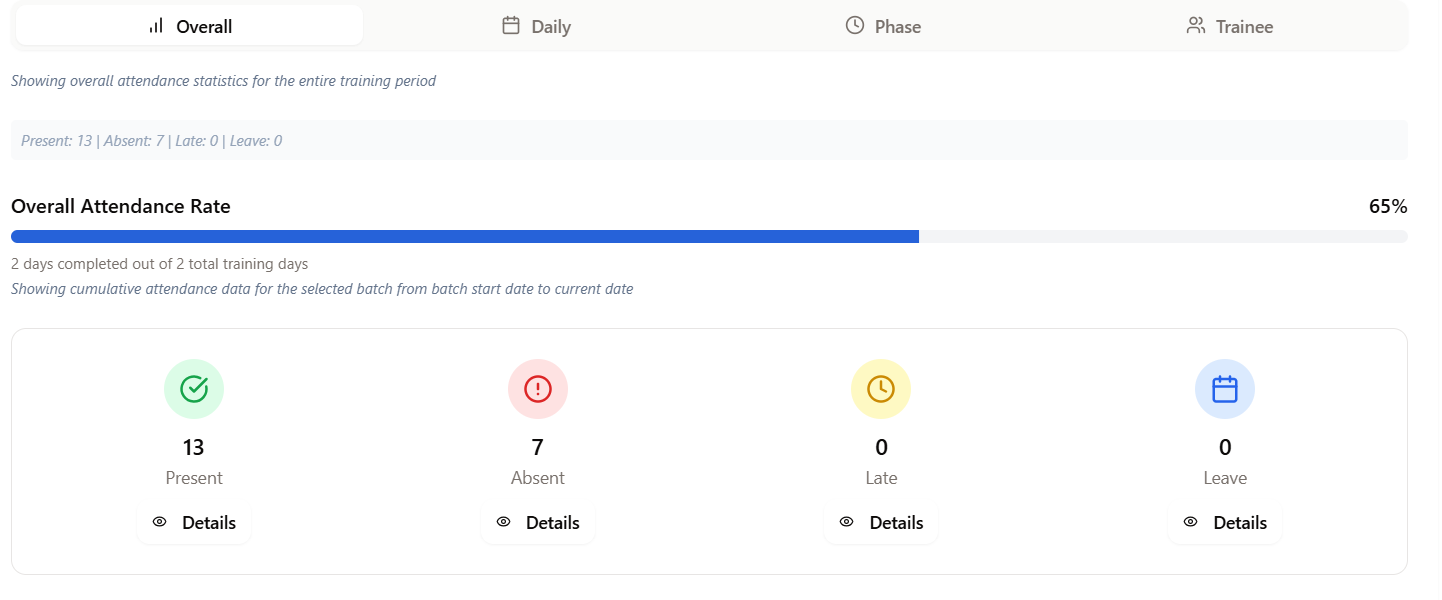 Overall Daily Phase Trainee
Showing overall attendance statistics for the entire training period
Present: 13 | Absent: 7 | Late: 0 | Leave: 0
Overall Attendance Rate 65%
2 days completed out of 2 total training days
Showing cumulative attendance data for the selected batch from batch start date to current date
13 7 0 0
Present Absent Late Leave
Details Details Details Details